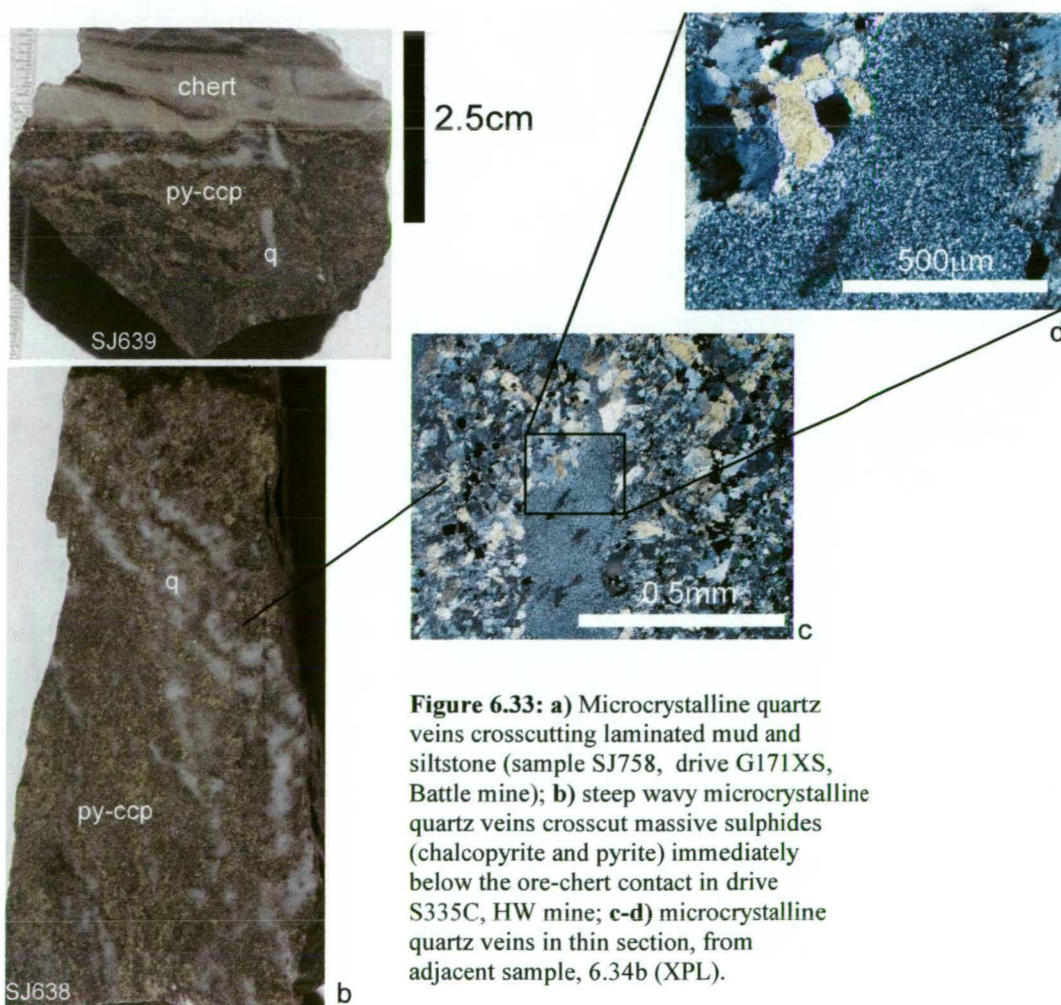 chert
2.5cm
py-ccp
q
SJ639
500µm
d
q
0.5mm
c
py-ccp
SJ638
b
Figure 6.33: a) Microcrystalline quartz
veins crosscutting laminated mud and
siltstone (sample SJ758, drive G171XS,
Battle mine); b) steep wavy microcrystalline
quartz veins crosscut massive sulphides
(chalcopyrite and pyrite) immediately
below the ore-chert contact in drive
S335C, HW mine; c-d) microcrystalline
quartz veins in thin section, from
adjacent sample, 6.34b (XPL).